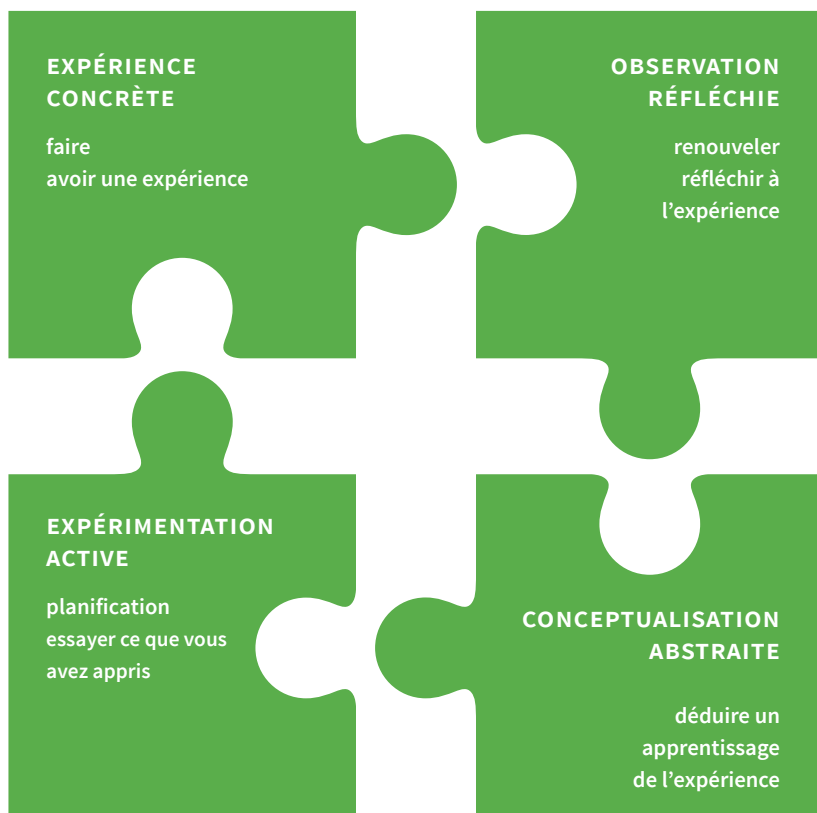 EXPÉRIENCE
CONCRÈTE
faire
avoir une expérience
OBSERVATION
RÉFLÉCHIE
renouveler
réfléchir à
l’expérience
EXPÉRIMENTATION
ACTIVE
planification
essayer ce que vous
avez appris
CONCEPTUALISATION
ABSTRAITE
déduire un
apprentissage
de l’expérience